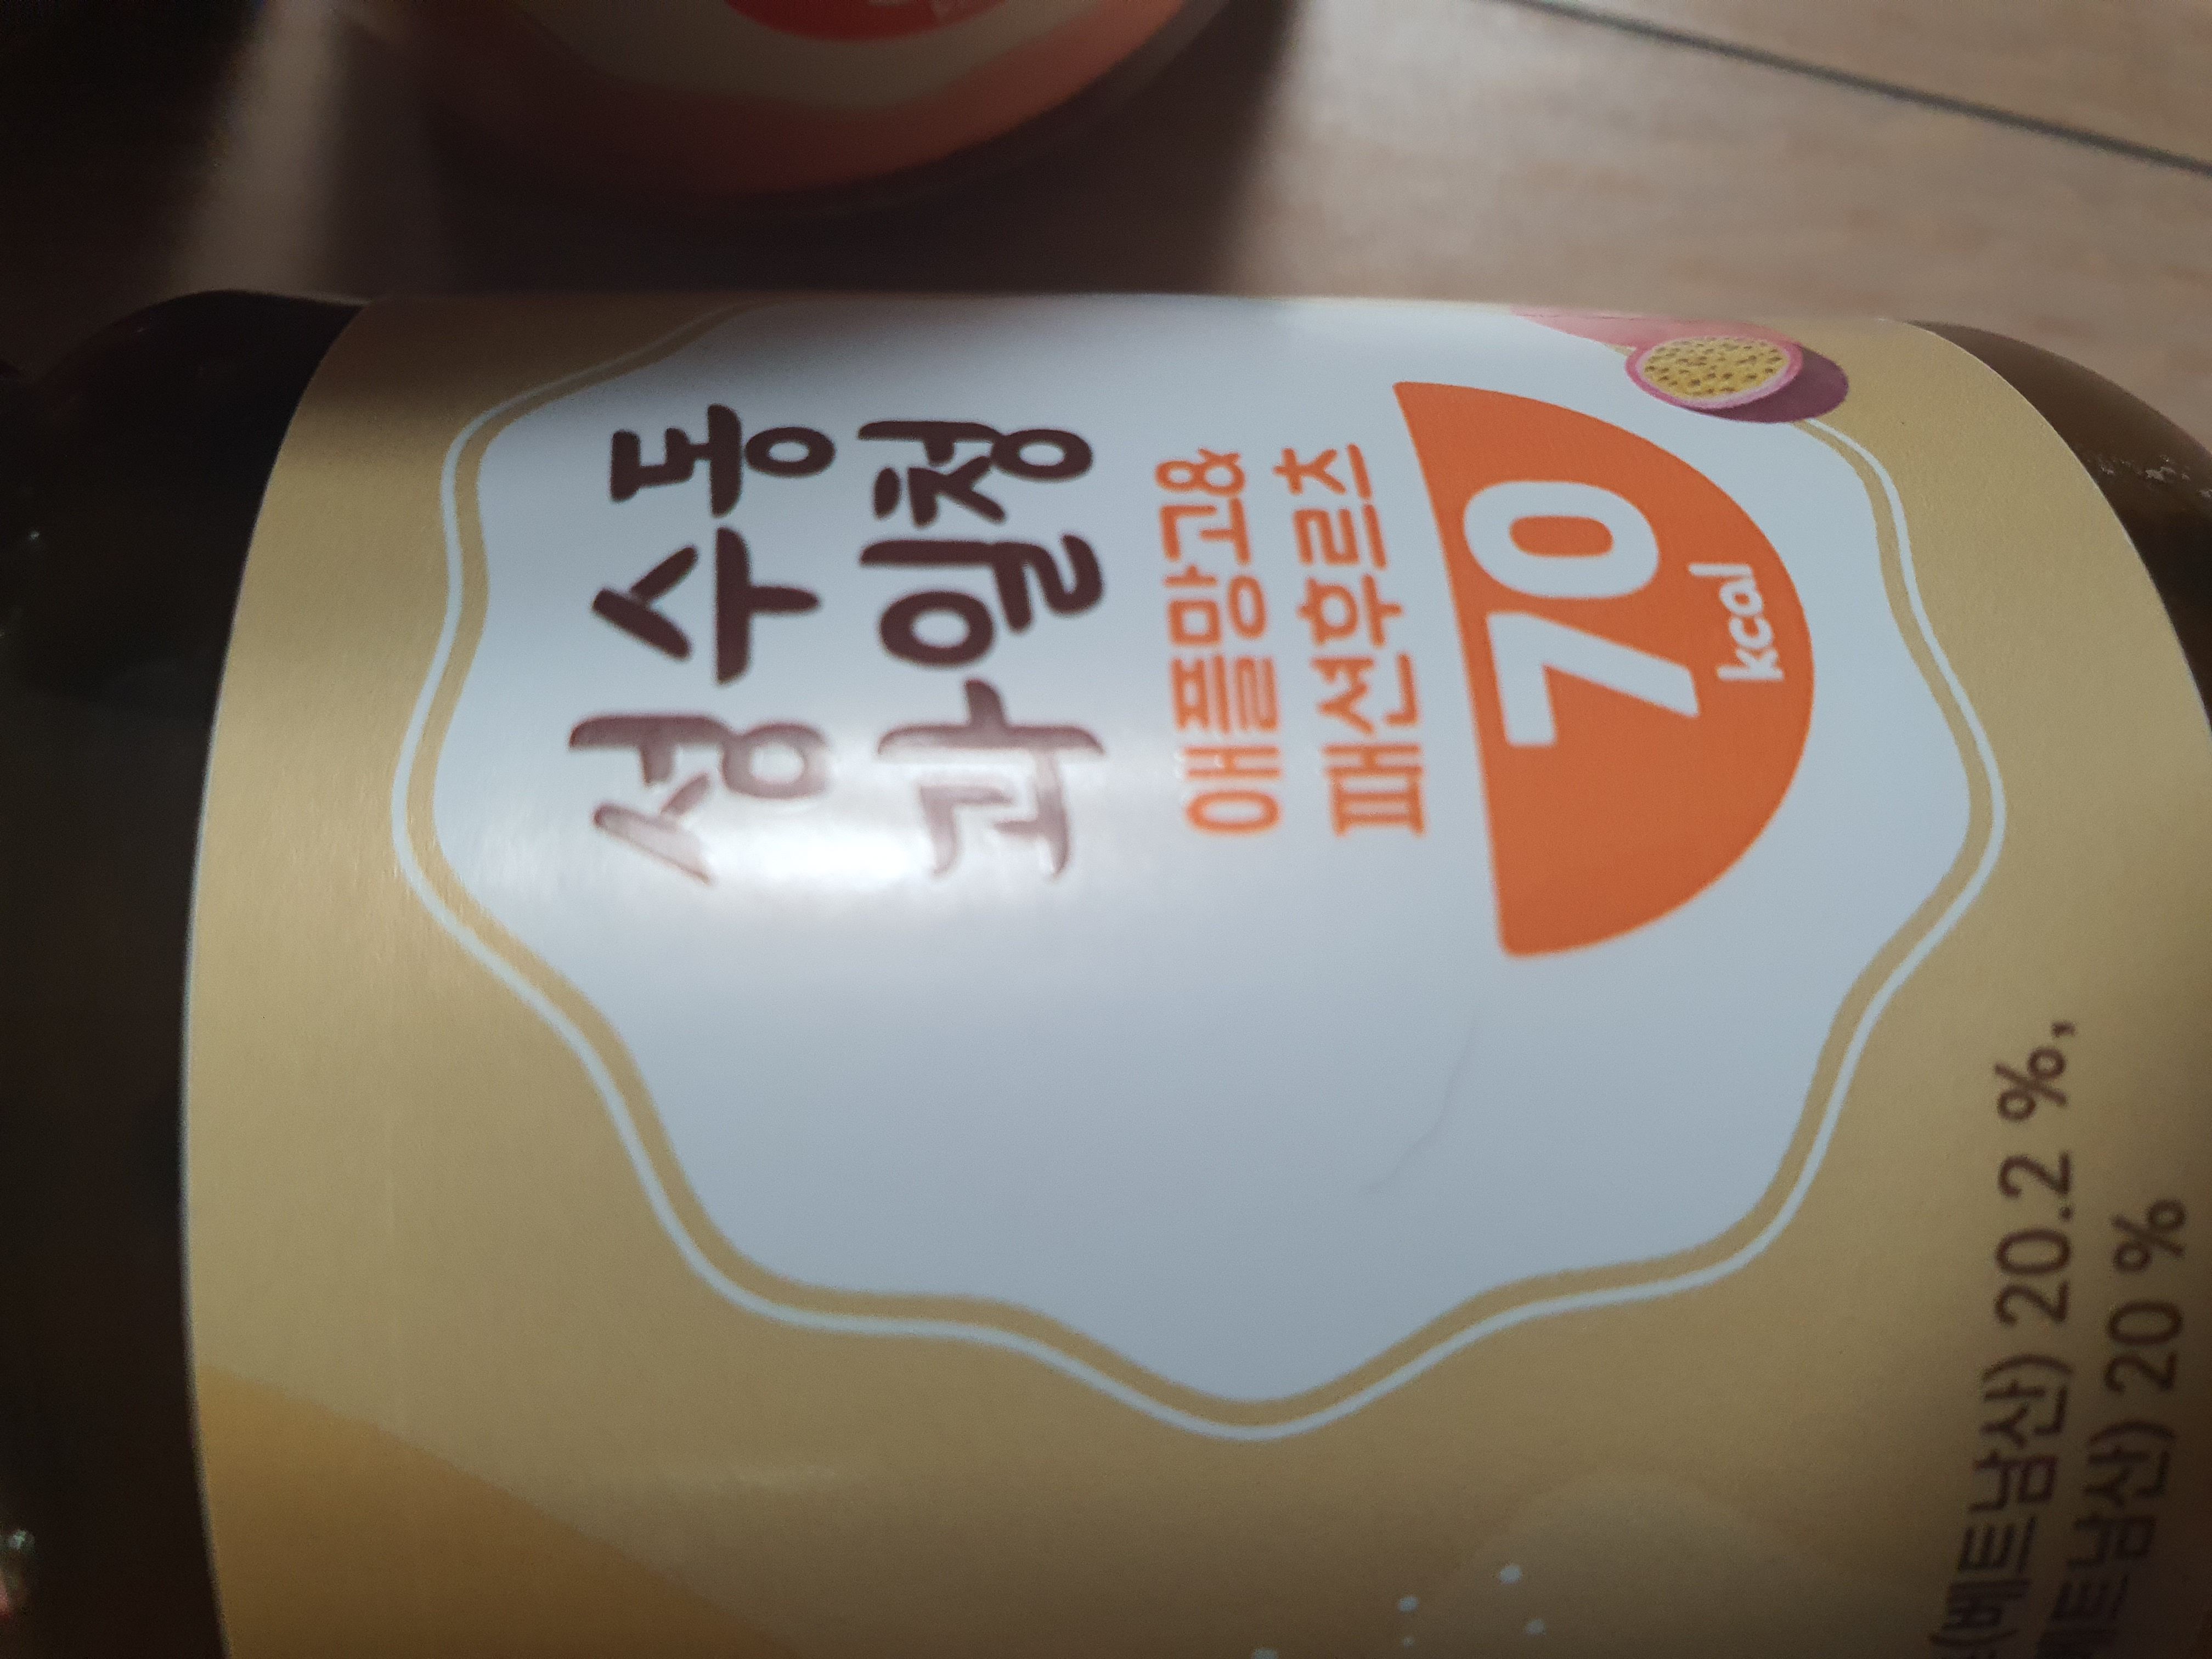 성수동
과일청
애플망고&
패션후르츠
70
kcal
(베트남산) 20.2 %,
베트남산) 20 %